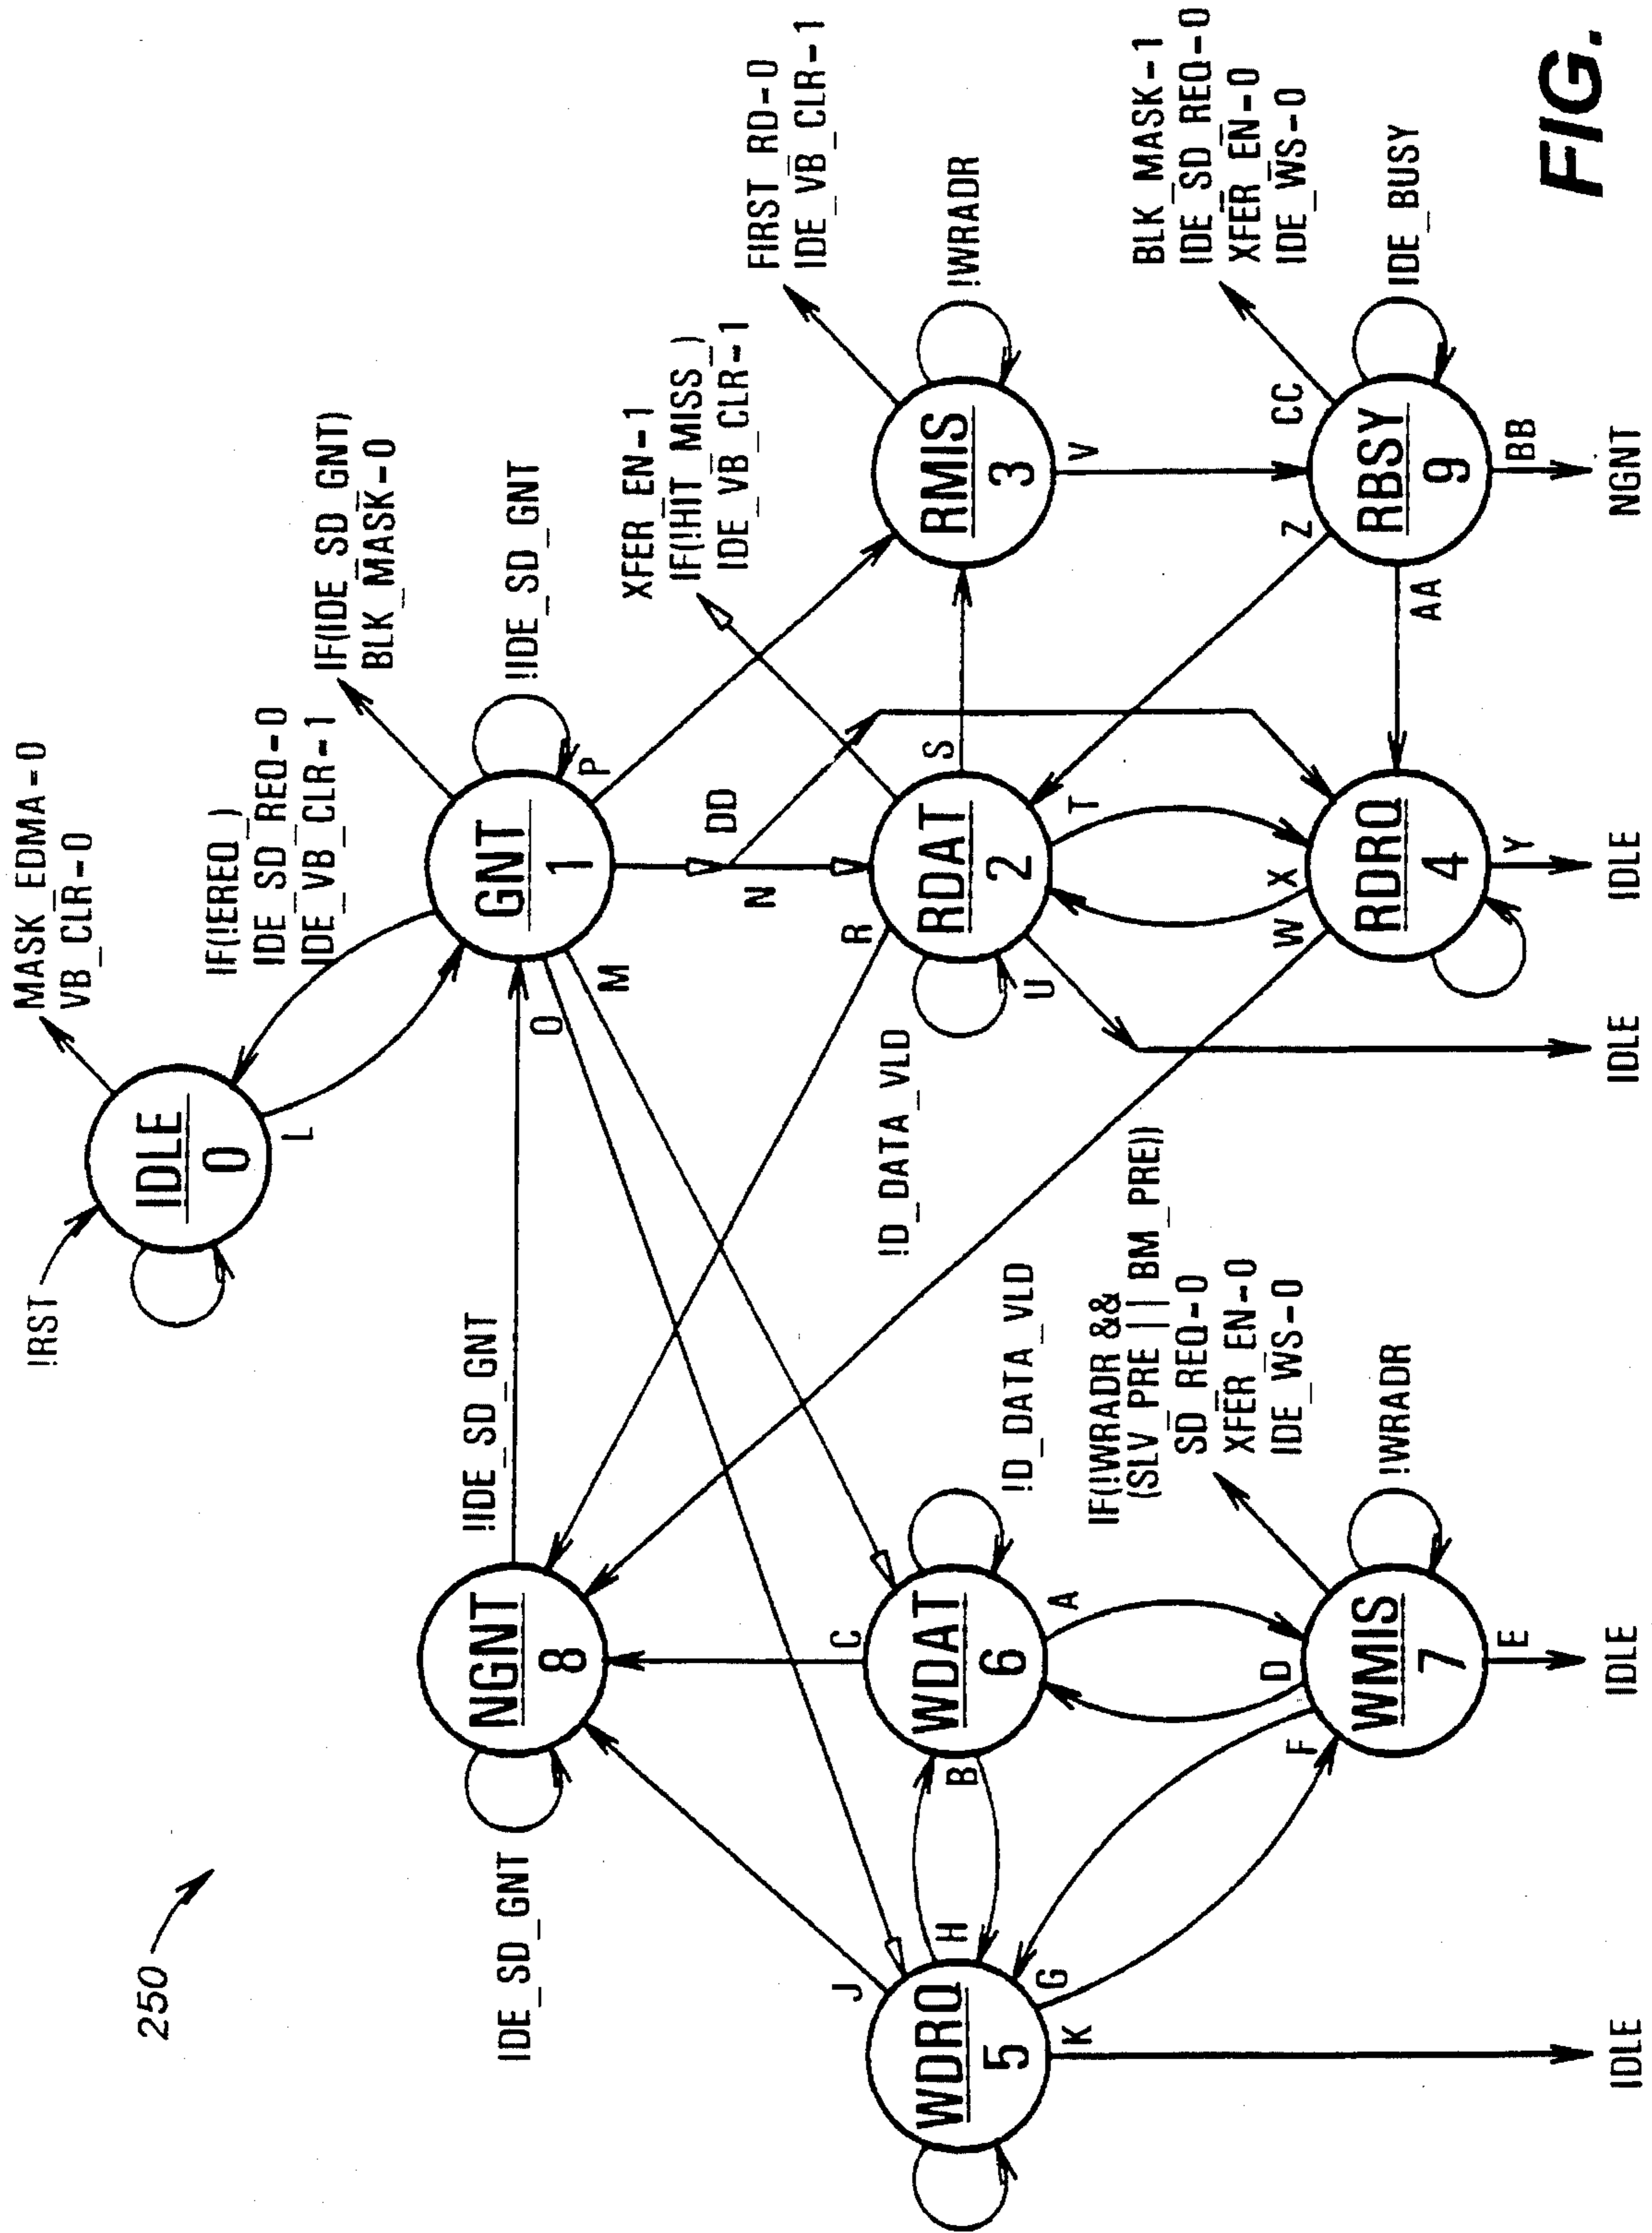 250
!RST
IDLE
0
MASK_EDMA=0
VB_CLR=0
L
IF(!EREQ_)
IDE_SD_REQ=0
IDE_VB_CLR=1
IF(IDE_SD_GNT)
BLK_MASK=0
IDE_SD_GNT
NGNT
8
!IDE_SD_GNT
GNT
1
!IDE_SD_GNT
O
M
P
DD
N
XFER_EN=1
IF(!HIT_MISS_)
IDE_VB_CLR=1
FIRST_RD=0
IDE_VB_CLR=1
J
WDRQ
5
H
G
K
C
B
WDAT
6
A
!D_DATA_VLD
!D_DATA_VLD
R
RDAT
2
S
U
T
RMIS
3
!WRADR
V
IF(!WRADR &&
(SLV_PRE || BM_PRE))
SD_REQ=0
XFER_EN=0
IDE_WS=0
BLK_MASK=1
IDE_SD_REQ=0
XFER_EN=0
IDE_WS=0
F
D
WMIS
7
!WRADR
E
W
X
RDRQ
4
Y
AA
Z
RBSY
9
CC
IDE_BUSY
BB
IDLE
IDLE
IDLE
IDLE
NGNT
FIG.